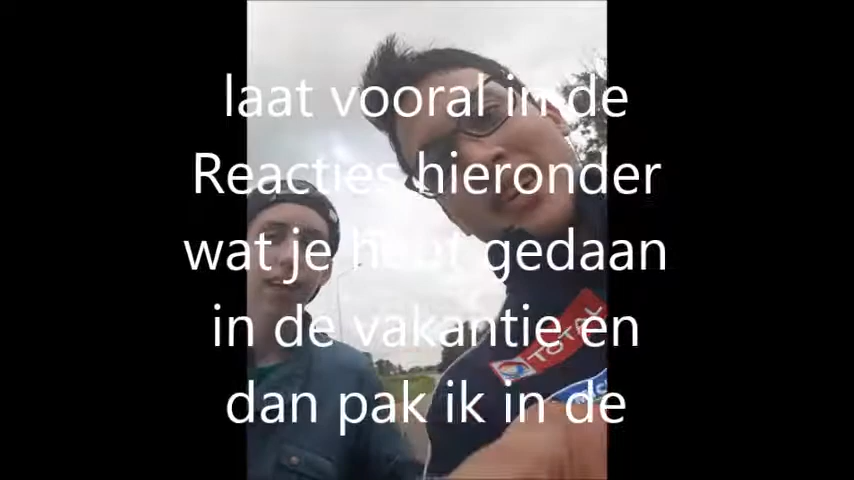 laat vooral in de
Reacties hieronder
wat je hebt gedaan
in de vakantie en
dan pak ik in de
TOTAL